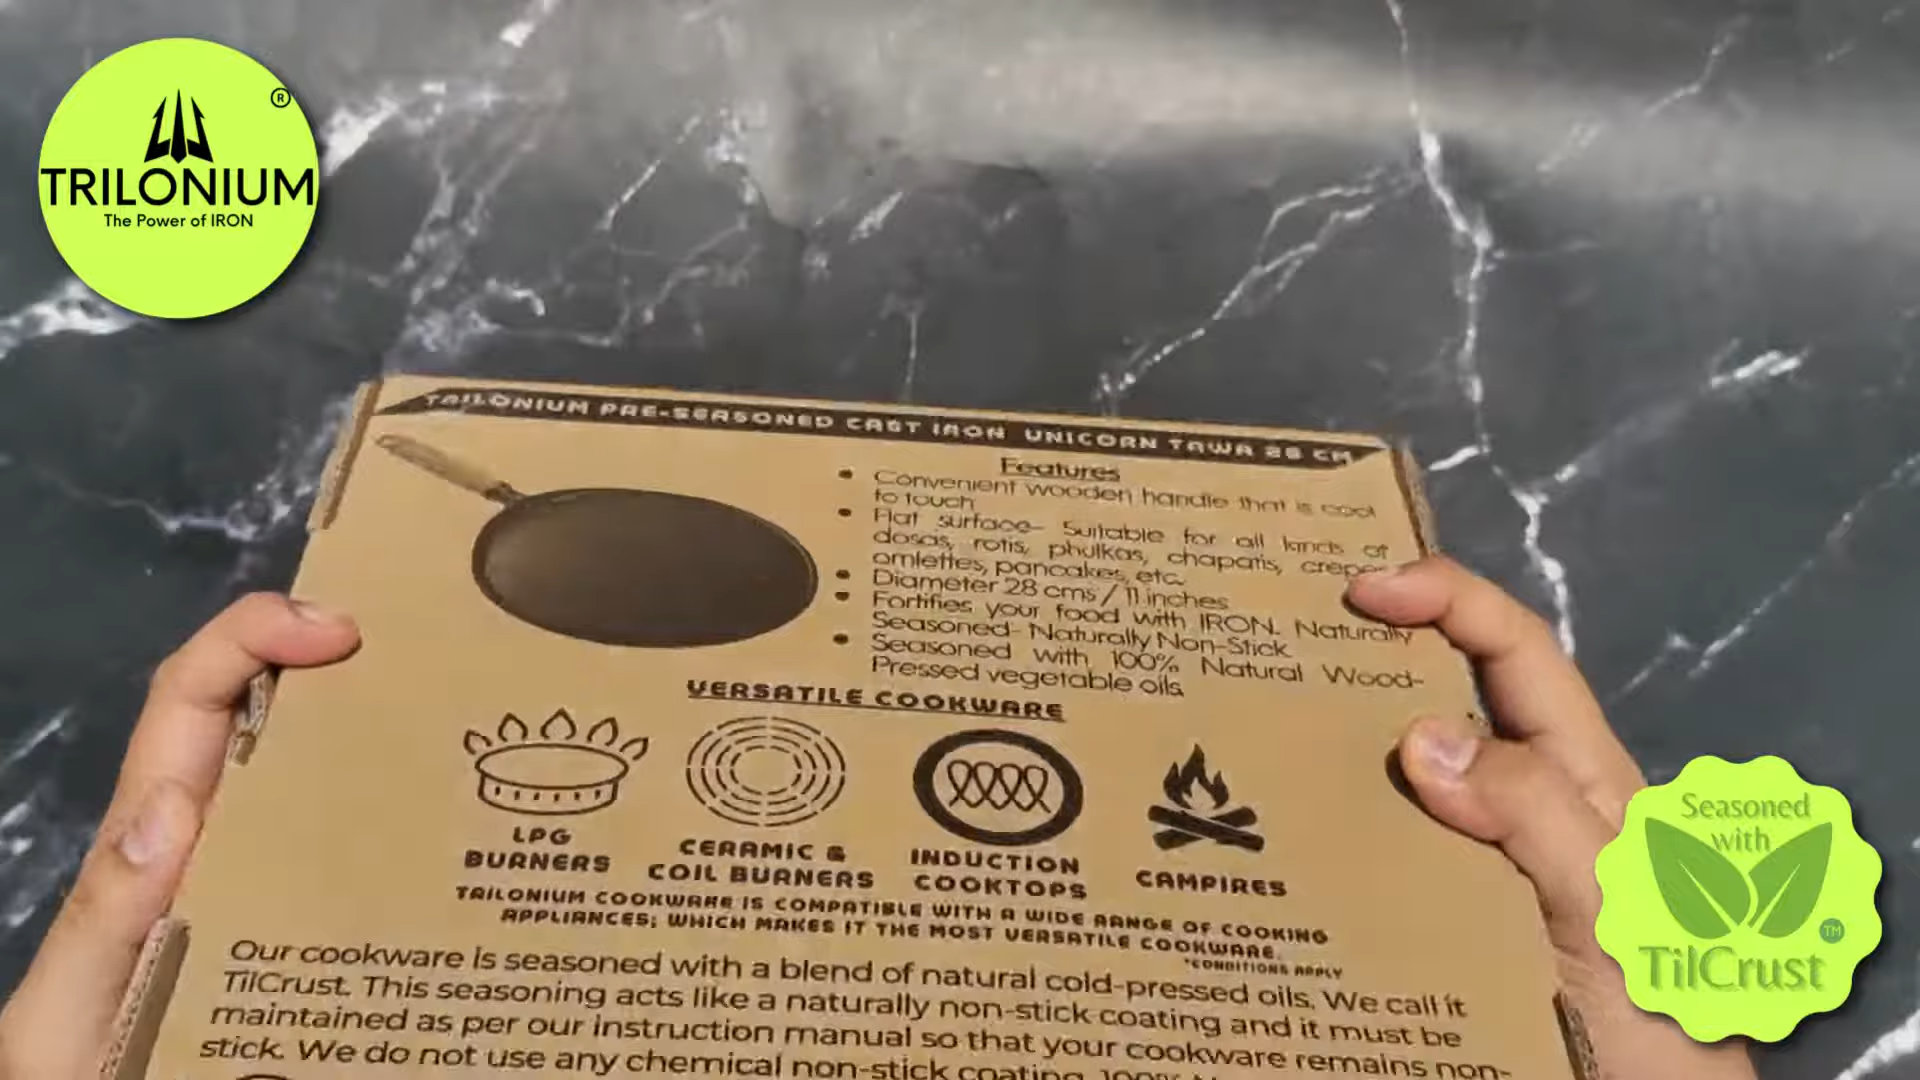 TRILONIUM
®
The Power of IRON
TRILONIUM PRE-SEASONED CAST IRON UNICORN TAWA 28 CM
Features
• Convenient wooden handle that is cool
to touch
• Flat surface- Suitable for all kinds of
dosas, rotis, phulkas, chapatis, crepes
omlettes, pancakes, etc.
• Diameter 28 cms / 11 inches
• Fortifies your food with IRON. Naturally
Seasoned- Naturally Non-Stick
• Seasoned with 100% Natural Wood-
Pressed vegetable oils
VERSATILE COOKWARE
LPG
BURNERS
CERAMIC &
COIL BURNERS
INDUCTION
COOKTOPS
CAMPIRES
TRILONIUM COOKWARE IS COMPATIBLE WITH A WIDE RANGE OF COOKING
APPLIANCES; WHICH MAKES IT THE MOST VERSATILE COOKWARE.
*CONDITIONS APPLY
Our cookware is seasoned with a blend of natural cold-pressed oils. We call it
TilCrust. This seasoning acts like a naturally non-stick coating and it must be
maintained as per our instruction manual so that your cookware remains non-
stick. We do not use any chemical non-stick coating. 100%
Seasoned
with
TilCrust
TM